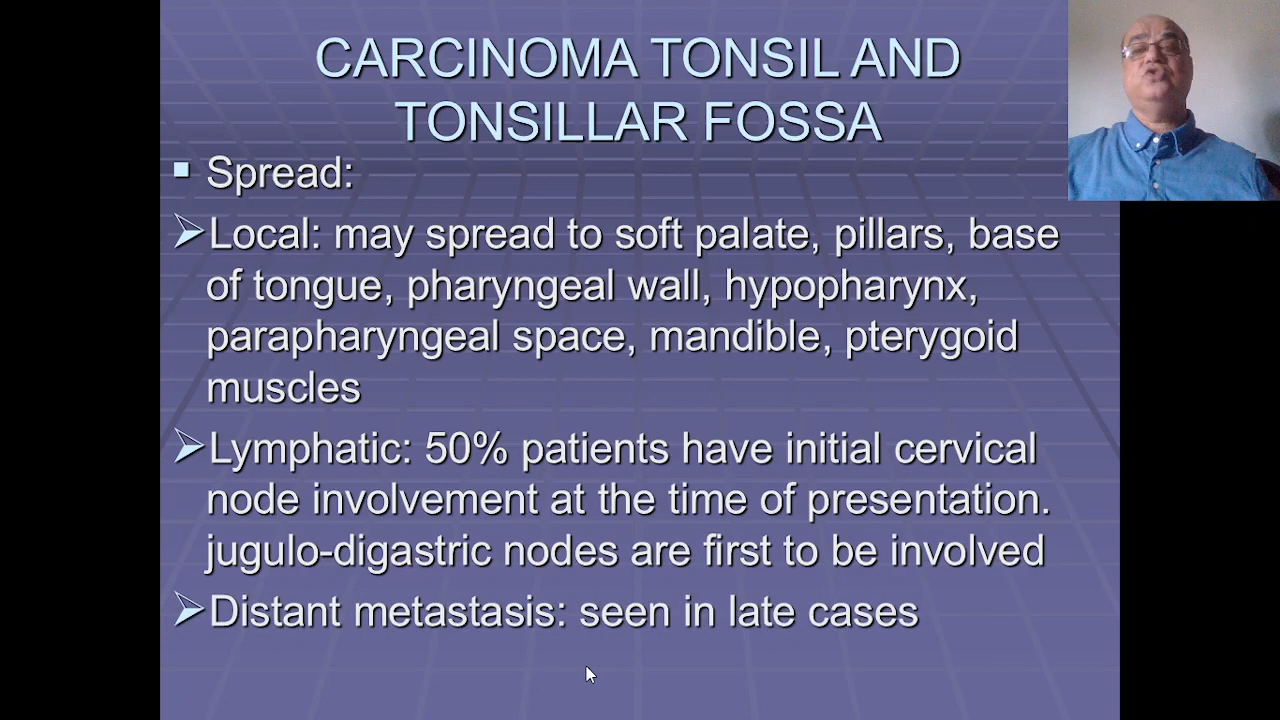 CARCINOMA TONSIL AND
TONSILLAR FOSSA
Spread:
Local: may spread to soft palate, pillars, base
of tongue, pharyngeal wall, hypopharynx,
parapharyngeal space, mandible, pterygoid
muscles
Lymphatic: 50% patients have initial cervical
node involvement at the time of presentation.
jugulo-digastric nodes are first to be involved
Distant metastasis: seen in late cases